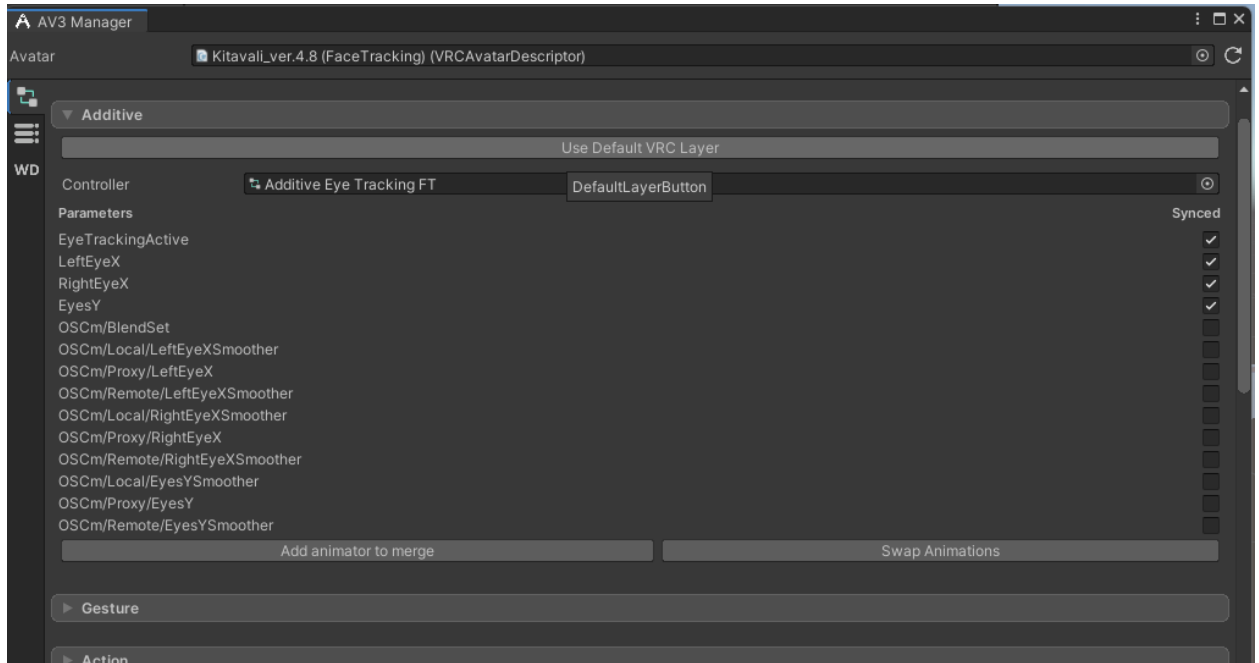 AV3 Manager
Avatar Kitavali_ver.4.8 (FaceTracking) (VRCAvatarDescriptor)
WD
Additive
Use Default VRC Layer
Controller Additive Eye Tracking FT
DefaultLayerButton
Parameters Synced
EyeTrackingActive
LeftEyeX
RightEyeX
EyesY
OSCm/BlendSet
OSCm/Local/LeftEyeXSmoother
OSCm/Proxy/LeftEyeX
OSCm/Remote/LeftEyeXSmoother
OSCm/Local/RightEyeXSmoother
OSCm/Proxy/RightEyeX
OSCm/Remote/RightEyeXSmoother
OSCm/Local/EyesYSmoother
OSCm/Proxy/EyesY
OSCm/Remote/EyesYSmoother
Add animator to merge Swap Animations
Gesture
Action